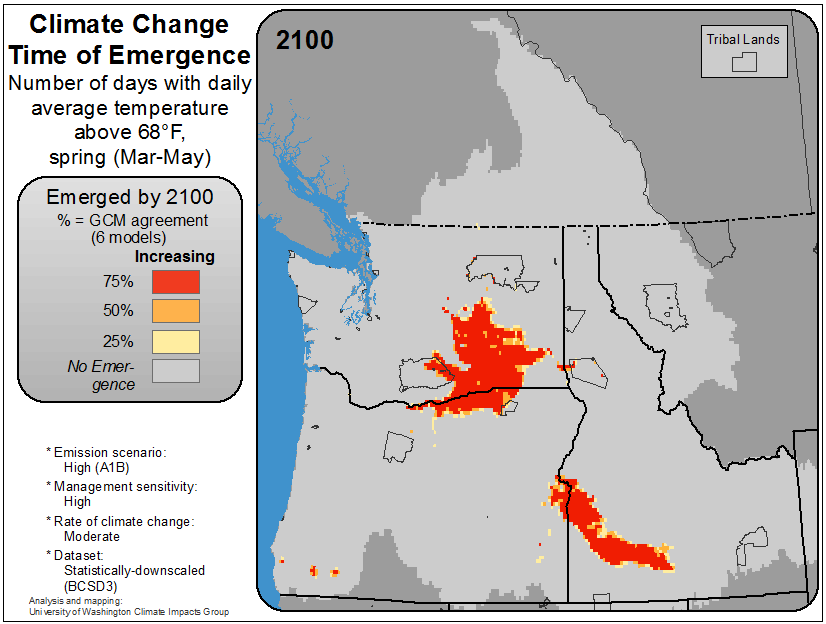 Climate Change
Time of Emergence
Number of days with daily
average temperature
above 68°F,
spring (Mar-May)
Emerged by 2100
% = GCM agreement
(6 models)
Increasing
75%
50%
25%
No Emer-
gence
* Emission scenario:
High (A1B)
* Management sensitivity:
High
* Rate of climate change:
Moderate
* Dataset:
Statistically-downscaled
(BCSD3)
Analysis and mapping:
University of Washington Climate Impacts Group
2100
Tribal Lands